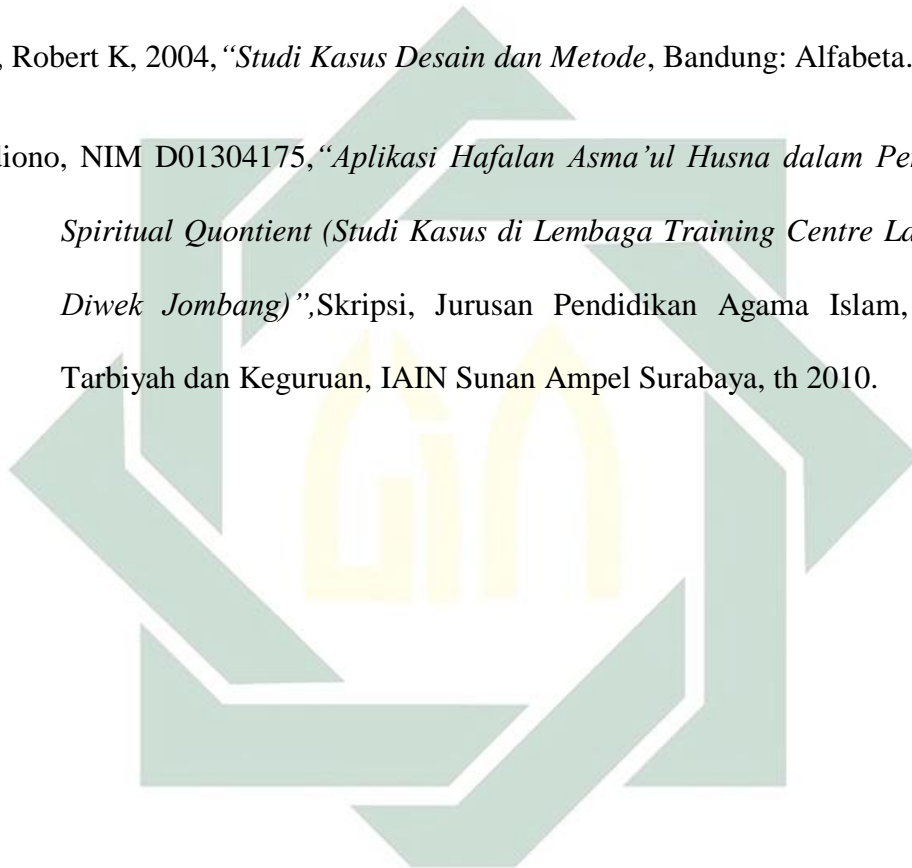 , Robert K, 2004,“Studi Kasus Desain dan Metode, Bandung: Alfabeta.
diono, NIM D01304175,“Aplikasi Hafalan Asma’ul Husna dalam Pe
Spiritual Quontient (Studi Kasus di Lembaga Training Centre La
Diwek Jombang)”,Skripsi, Jurusan Pendidikan Agama Islam,
Tarbiyah dan Keguruan, IAIN Sunan Ampel Surabaya, th 2010.